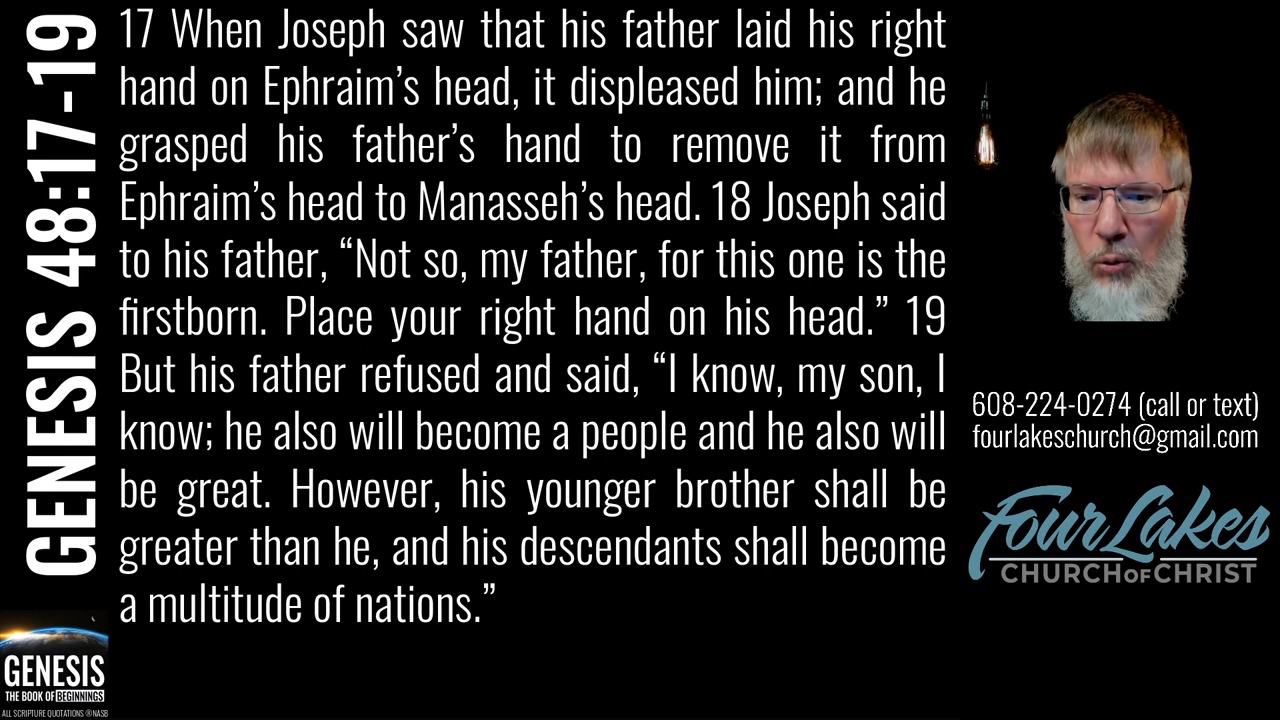 GENESIS 48:17-19
17 When Joseph saw that his father laid his right
hand on Ephraim’s head, it displeased him; and he
grasped his father’s hand to remove it from
Ephraim’s head to Manasseh’s head. 18 Joseph said
to his father, “Not so, my father, for this one is the
firstborn. Place your right hand on his head.” 19
But his father refused and said, “I know, my son, I
know; he also will become a people and he also will
be great. However, his younger brother shall be
greater than he, and his descendants shall become
a multitude of nations.”
608-224-0274 (call or text)
fourlakeschurch@gmail.com
Four Lakes
CHURCH OF CHRIST
GENESIS
THE BOOK OF BEGINNINGS
ALL SCRIPTURE QUOTATIONS ®NASB